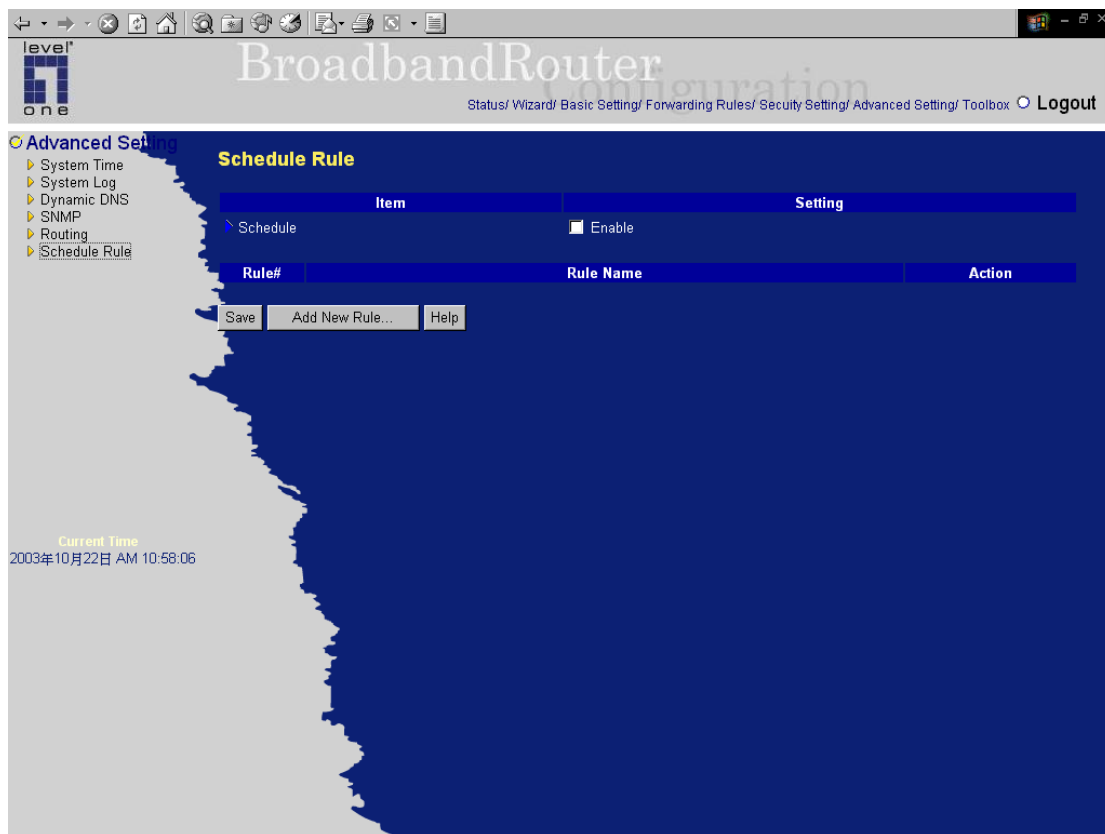 level*
one
BroadbandRouter
Configuration
Status/ Wizard/ Basic Setting/ Forwarding Rules/ Secuity Setting/ Advanced Setting/ Toolbox
Logout
Advanced Setting
System Time
System Log
Dynamic DNS
SNMP
Routing
Schedule Rule
Current Time
2003年10月22日 AM 10:58:06
Schedule Rule
Item Setting
Schedule Enable
Rule# Rule Name Action
Save Add New Rule... Help